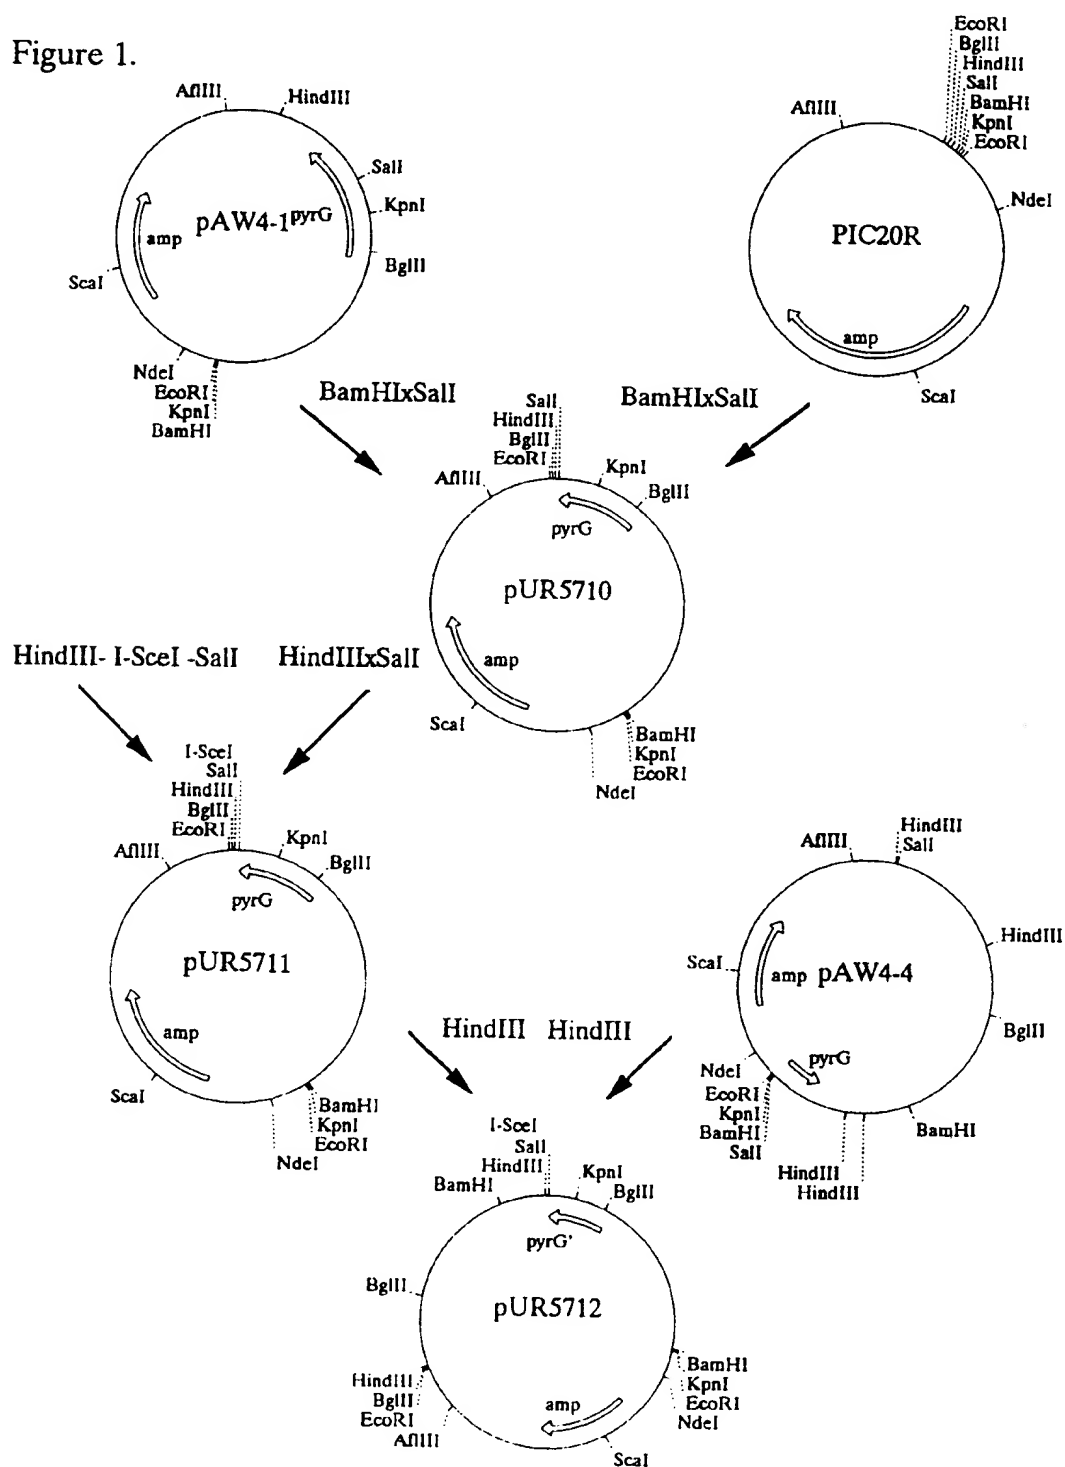 Figure 1.
AflIII
HindIII
SalI
KpnI
BglII
pyrG
pAW4-1
amp
ScaI
NdeI
EcoRI
KpnI
BamHI
EcoRI
BglII
HindIII
SalI
BamHI
KpnI
EcoRI
AflIII
NdeI
PIC20R
amp
ScaI
BamHIxSalI
BamHIxSalI
SalI
HindIII
BglII
EcoRI
AflIII
KpnI
BglII
pyrG
pUR5710
amp
ScaI
BamHI
KpnI
EcoRI
NdeI
HindIII- I-SceI -SalI
HindIIIxSalI
I-SceI
SalI
HindIII
BglII
EcoRI
AflIII
KpnI
BglII
pyrG
pUR5711
amp
ScaI
BamHI
KpnI
EcoRI
NdeI
HindIII
SalI
AflIII
HindIII
ScaI
amp
pAW4-4
BglII
pyrG
NdeI
EcoRI
KpnI
BamHI
SalI
BamHI
HindIII
HindIII
HindIII
HindIII
I-SceI
SalI
HindIII
BamHI
KpnI
BglII
pyrG'
BglII
pUR5712
HindIII
BglII
EcoRI
AflIII
amp
BamHI
KpnI
EcoRI
NdeI
ScaI